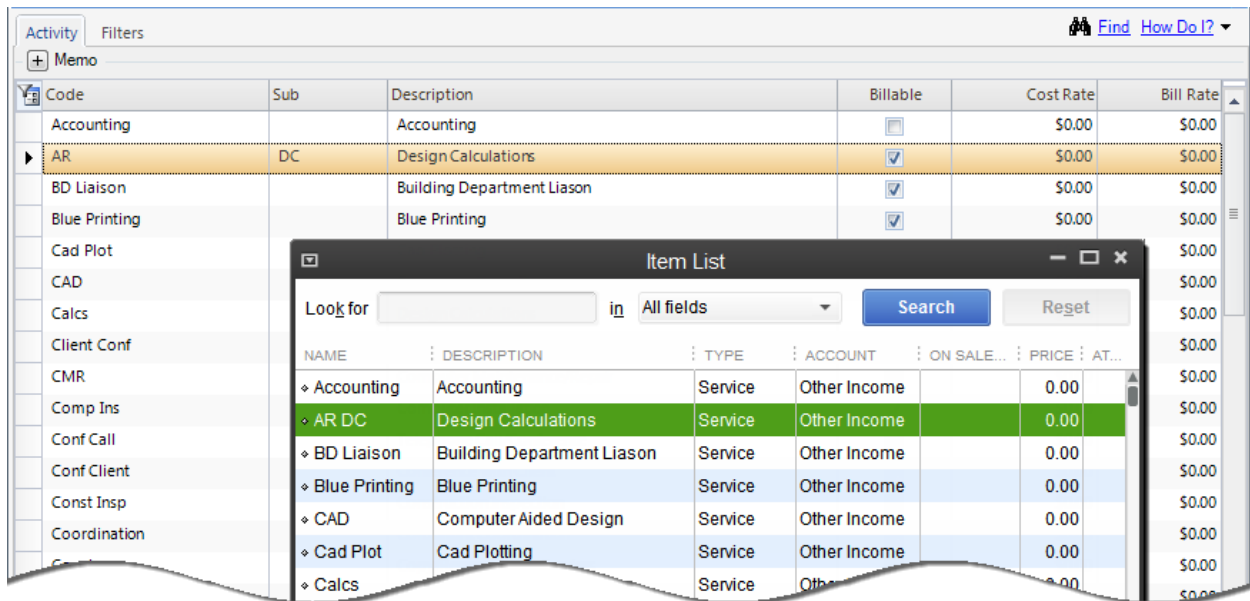 Activity Filters Find How Do I?
Memo
Code Sub Description Billable Cost Rate Bill Rate
Accounting Accounting $0.00 $0.00
AR DC Design Calculations $0.00 $0.00
BD Liaison Building Department Liason $0.00 $0.00
Blue Printing Blue Printing $0.00 $0.00
Cad Plot $0.00
CAD $0.00
Calcs $0.00
Client Conf $0.00
CMR $0.00
Comp Ins $0.00
Conf Call $0.00
Conf Client $0.00
Const Insp $0.00
Coordination $0.00
$0.00
$0.00
Item List
Look for in All fields Search Reset
NAME DESCRIPTION TYPE ACCOUNT ON SALE... PRICE AT...
Accounting Accounting Service Other Income 0.00
AR DC Design Calculations Service Other Income 0.00
BD Liaison Building Department Liason Service Other Income 0.00
Blue Printing Blue Printing Service Other Income 0.00
CAD Computer Aided Design Service Other Income 0.00
Cad Plot Cad Plotting Service Other Income 0.00
Calcs Service 0.00